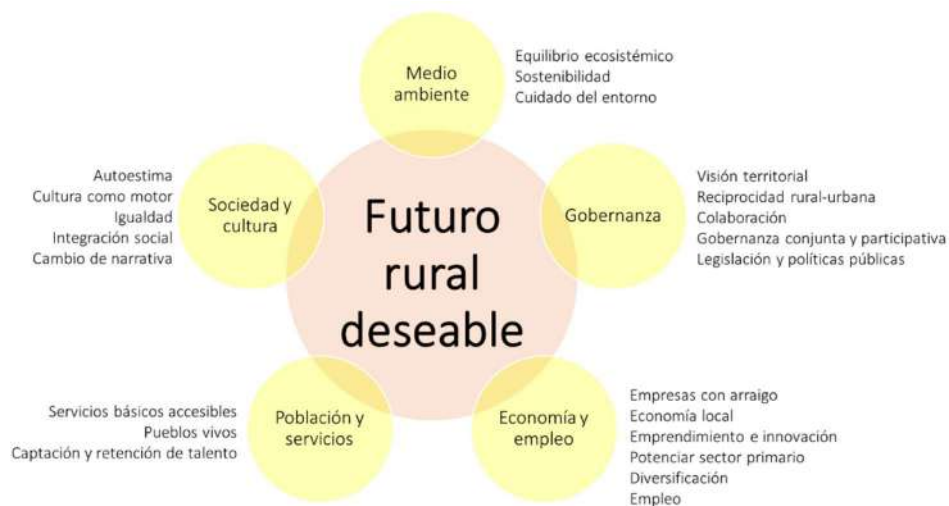 Medio
ambiente
Equilibrio ecosistémico
Sostenibilidad
Cuidado del entorno
Autoestima
Cultura como motor
Igualdad
Integración social
Cambio de narrativa
Sociedad y
cultura
Futuro
rural
deseable
Gobernanza
Visión territorial
Reciprocidad rural-urbana
Colaboración
Gobernanza conjunta y participativa
Legislación y políticas públicas
Servicios básicos accesibles
Pueblos vivos
Captación y retención de talento
Población y
servicios
Economía y
empleo
Empresas con arraigo
Economía local
Emprendimiento e innovación
Potenciar sector primario
Diversificación
Empleo